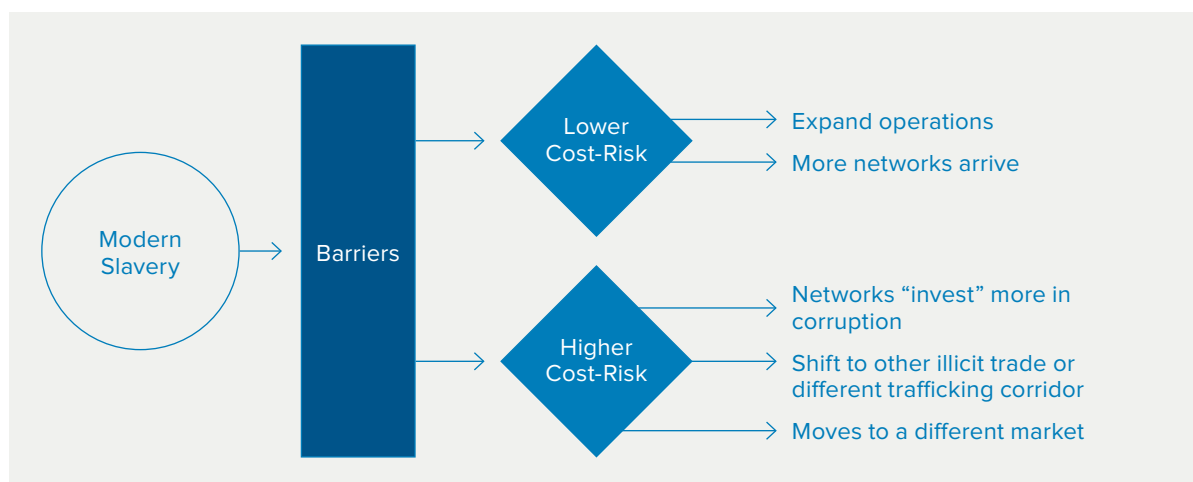 Modern
Slavery
Barriers
Lower
Cost-Risk
Expand operations
More networks arrive
Higher
Cost-Risk
Networks “invest” more in
corruption
Shift to other illicit trade or
different trafficking corridor
Moves to a different market